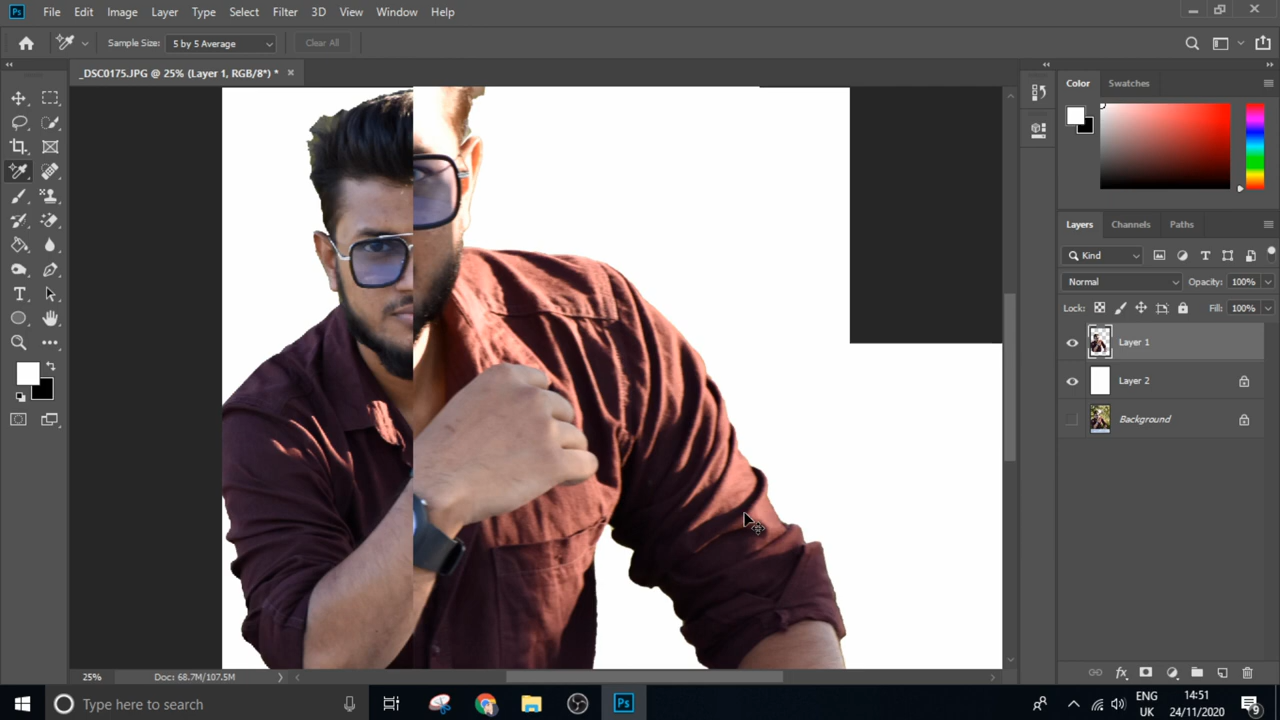 Ps File Edit Image Layer Type Select Filter 3D View Window Help
Sample Size: 5 by 5 Average Clear All
_DSC0175.JPG @ 25% (Layer 1, RGB/8*) * ×
Color Swatches
Layers Channels Paths
Kind
Normal Opacity: 100%
Lock: Fill: 100%
Layer 1
Layer 2
Background
fx
25% Doc: 68.7M/107.5M
Type here to search
Ps
ENG
UK
14:51
24/11/2020
9